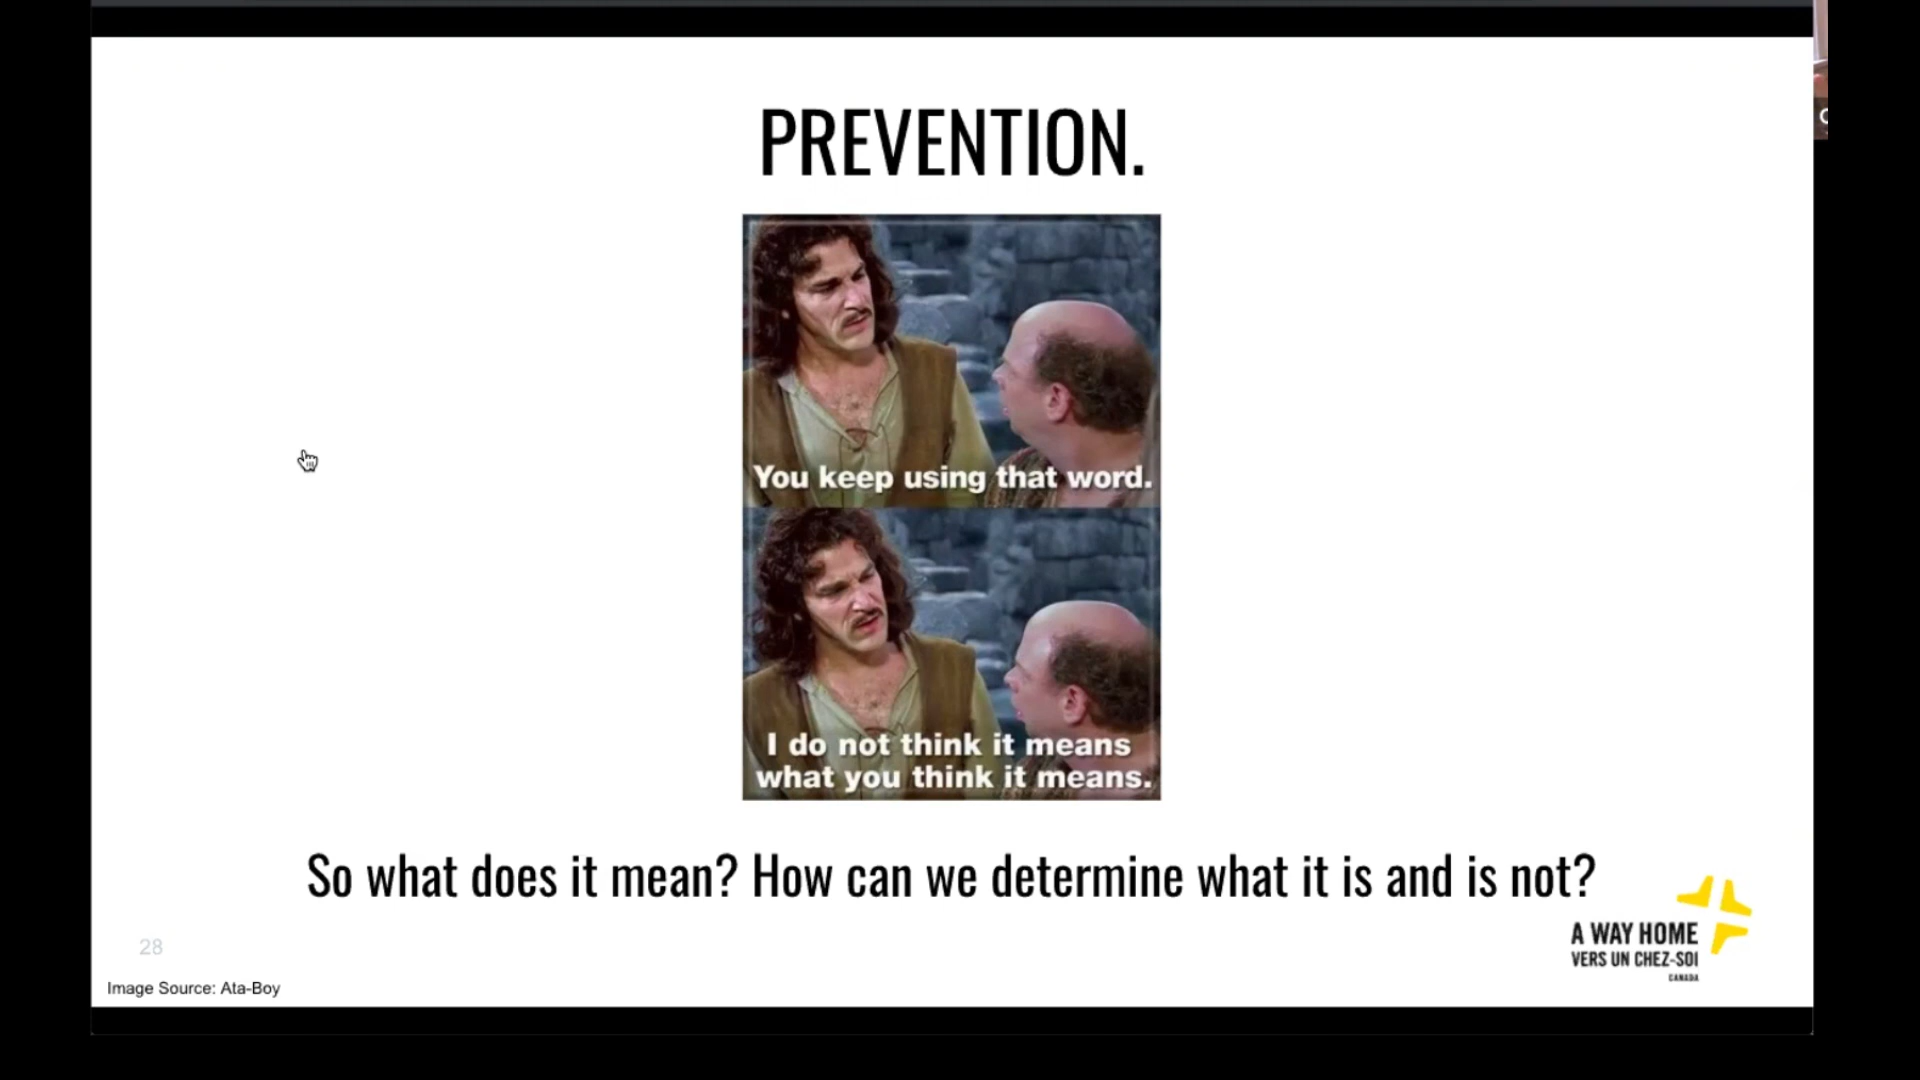 PREVENTION.
You keep using that word.
I do not think it means
what you think it means.
So what does it mean? How can we determine what it is and is not?
A WAY HOME
VERS UN CHEZ-SOI
CANADA
28
Image Source: Ata-Boy